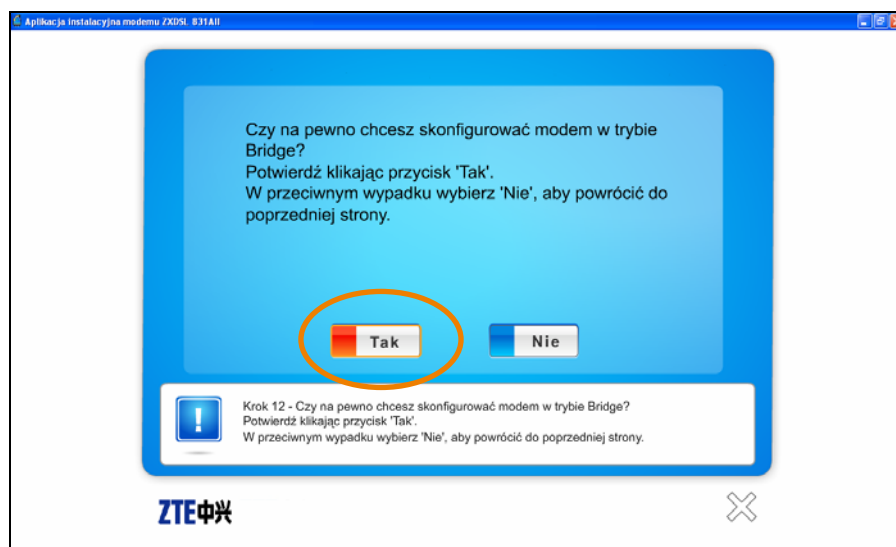 Aplikacja instalacyjna modemu ZXDSL 831AII
Czy na pewno chcesz skonfigurować modem w trybie
Bridge?
Potwierdź klikając przycisk 'Tak'.
W przeciwnym wypadku wybierz 'Nie', aby powrócić do
poprzedniej strony.
Tak
Nie
Krok 12 - Czy na pewno chcesz skonfigurować modem w trybie Bridge?
Potwierdź klikając przycisk 'Tak'.
W przeciwnym wypadku wybierz 'Nie', aby powrócić do poprzedniej strony.
ZTE中兴